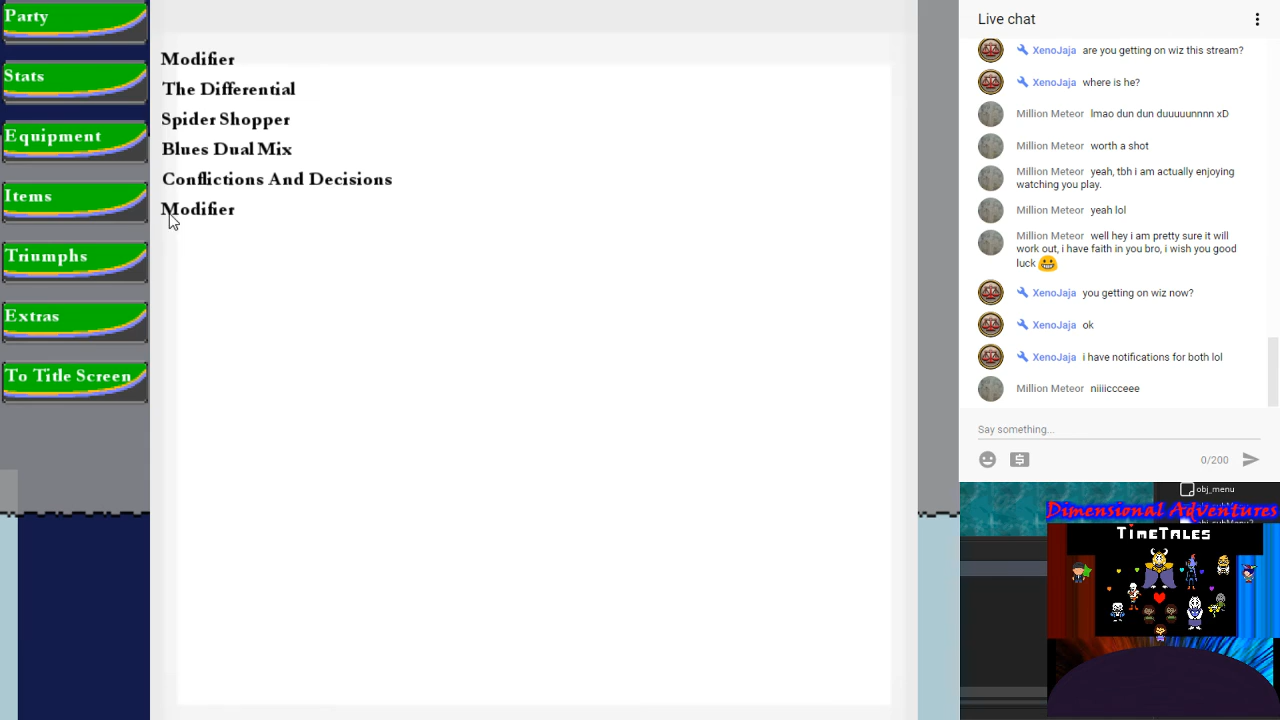 Party
Stats
Equipment
Items
Triumphs
Extras
To Title Screen
Modifier
The Differential
Spider Shopper
Blues Dual Mix
Conflictions And Decisions
Modifier
Live chat
XenoJaja are you getting on wiz this stream?
XenoJaja where is he?
Million Meteor lmao dun dun duuuunnnn xD
Million Meteor worth a shot
Million Meteor yeah, tbh i am actually enjoying
watching you play.
Million Meteor yeah lol
Million Meteor well hey i am pretty sure it will
work out, i have faith in you bro, i wish you good
luck
XenoJaja you getting on wiz now?
XenoJaja ok
XenoJaja i have notifications for both lol
Million Meteor niiiccceee
Say something...
0/200
obj_menu
Dimensional Adventures
TIMETALES